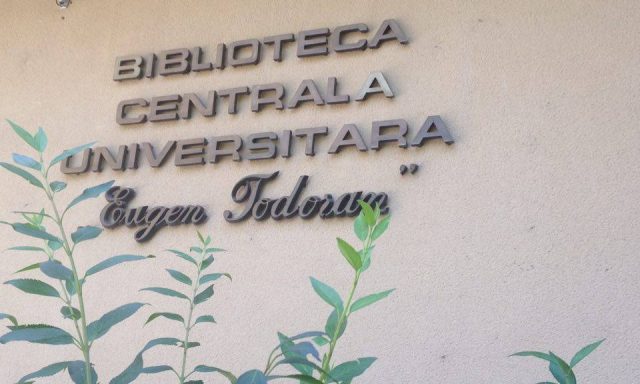 BIBLIOTECA
CENTRALA
UNIVERSITARA
"Eugen Todoran"